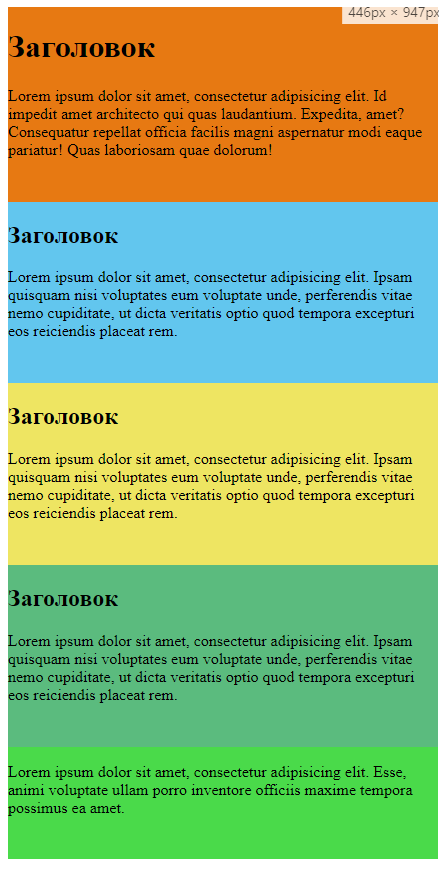 446px × 947px
Заголовок
Lorem ipsum dolor sit amet, consectetur adipisicing elit. Id
impedit amet architecto qui quas laudantium. Expedita, amet?
Consequatur repellat officia facilis magni aspernatur modi eaque
pariatur! Quas laboriosam quae dolorum!
Заголовок
Lorem ipsum dolor sit amet, consectetur adipisicing elit. Ipsam
quisquam nisi voluptates eum voluptate unde, perferendis vitae
nemo cupiditate, ut dicta veritatis optio quod tempora excepturi
eos reiciendis placeat rem.
Заголовок
Lorem ipsum dolor sit amet, consectetur adipisicing elit. Ipsam
quisquam nisi voluptates eum voluptate unde, perferendis vitae
nemo cupiditate, ut dicta veritatis optio quod tempora excepturi
eos reiciendis placeat rem.
Заголовок
Lorem ipsum dolor sit amet, consectetur adipisicing elit. Ipsam
quisquam nisi voluptates eum voluptate unde, perferendis vitae
nemo cupiditate, ut dicta veritatis optio quod tempora excepturi
eos reiciendis placeat rem.
Lorem ipsum dolor sit amet, consectetur adipisicing elit. Esse,
animi voluptate ullam porro inventore officiis maxime tempora
possimus ea amet.